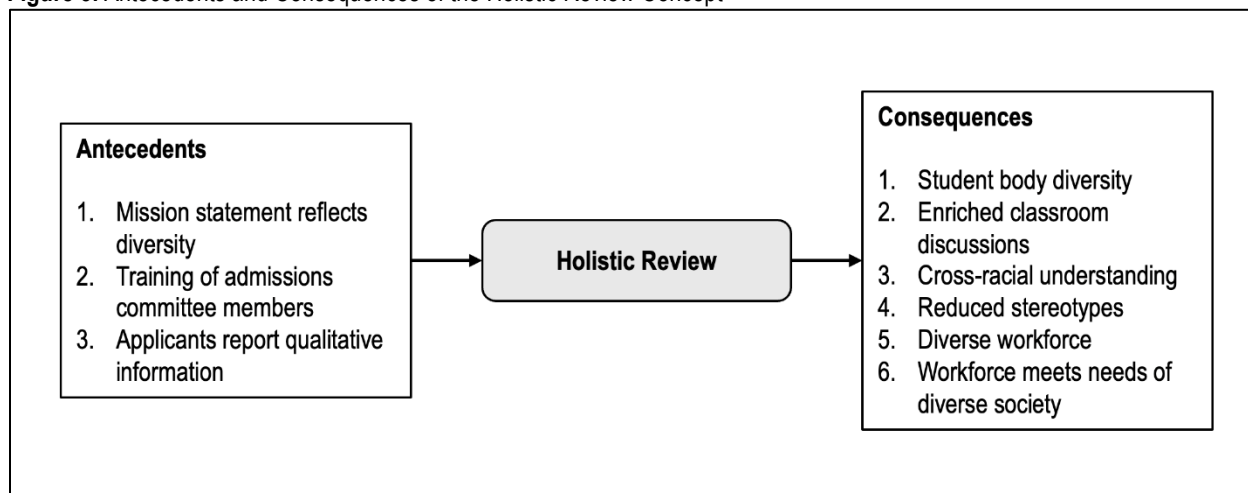 Figure 3. Antecedents and Consequences of the Holistic Review Concept
Antecedents
1. Mission statement reflects
diversity
2. Training of admissions
committee members
3. Applicants report qualitative
information
Holistic Review
Consequences
1. Student body diversity
2. Enriched classroom
discussions
3. Cross-racial understanding
4. Reduced stereotypes
5. Diverse workforce
6. Workforce meets needs of
diverse society